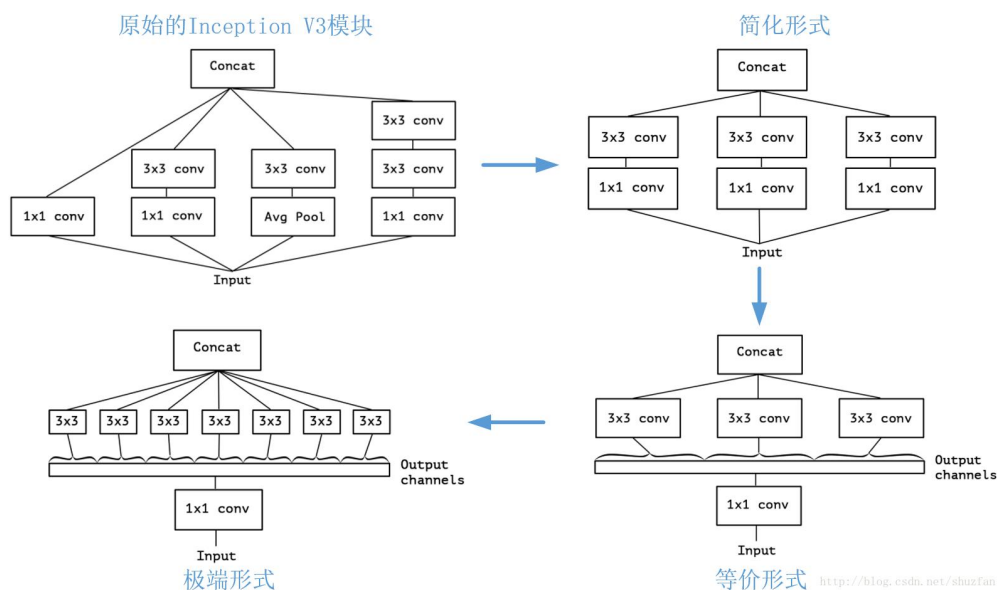 原始的Inception V3模块
Concat
3x3 conv
3x3 conv
3x3 conv
3x3 conv
1x1 conv
1x1 conv
Avg Pool
1x1 conv
Input
简化形式
Concat
3x3 conv
3x3 conv
3x3 conv
1x1 conv
1x1 conv
1x1 conv
Input
Concat
3x3 conv
3x3 conv
3x3 conv
Output
channels
1x1 conv
Input
等价形式
Concat
3x3
3x3
3x3
3x3
3x3
3x3
3x3
Output
channels
1x1 conv
Input
极端形式
http://blog.csdn.net/shuzfan